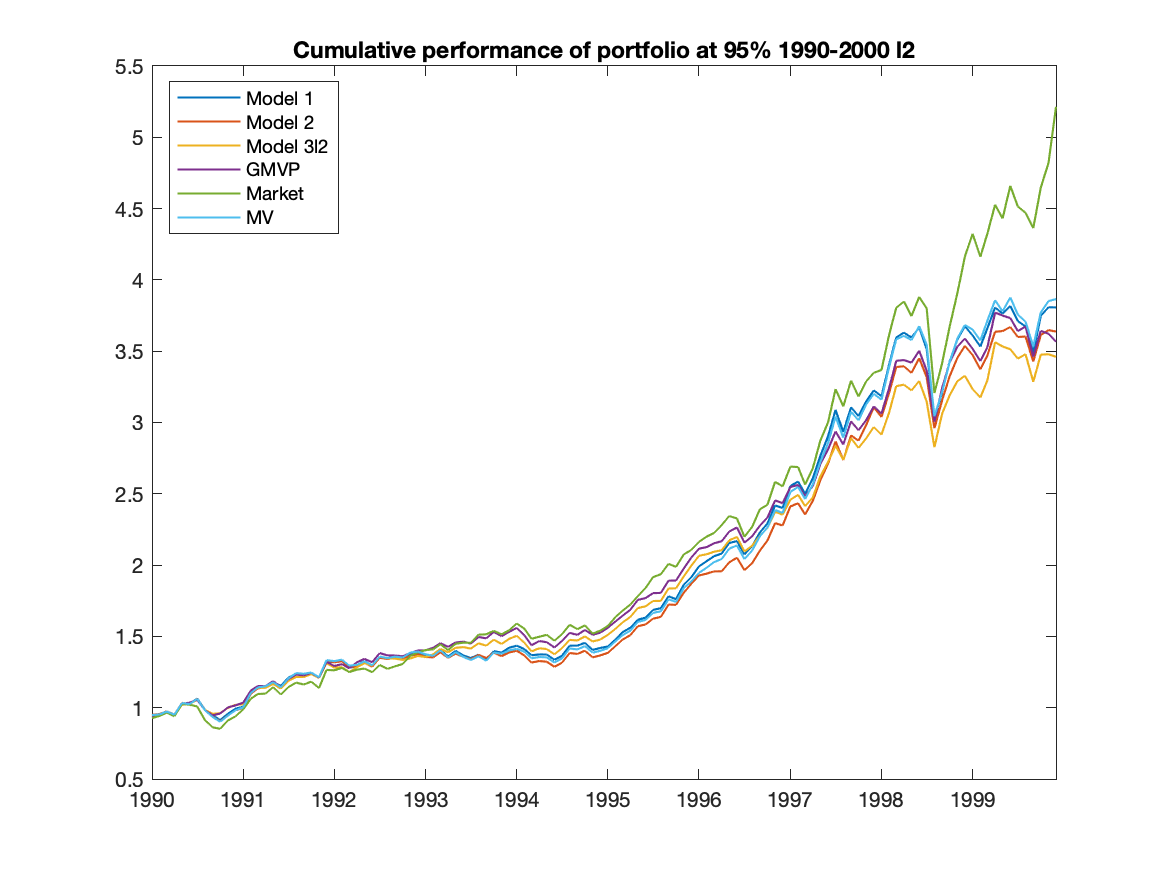 Cumulative performance of portfolio at 95% 1990-2000 l2
5.5
5
4.5
4
3.5
3
2.5
2
1.5
1
0.5
Model 1
Model 2
Model 3l2
GMVP
Market
MV
1990 1991 1992 1993 1994 1995 1996 1997 1998 1999